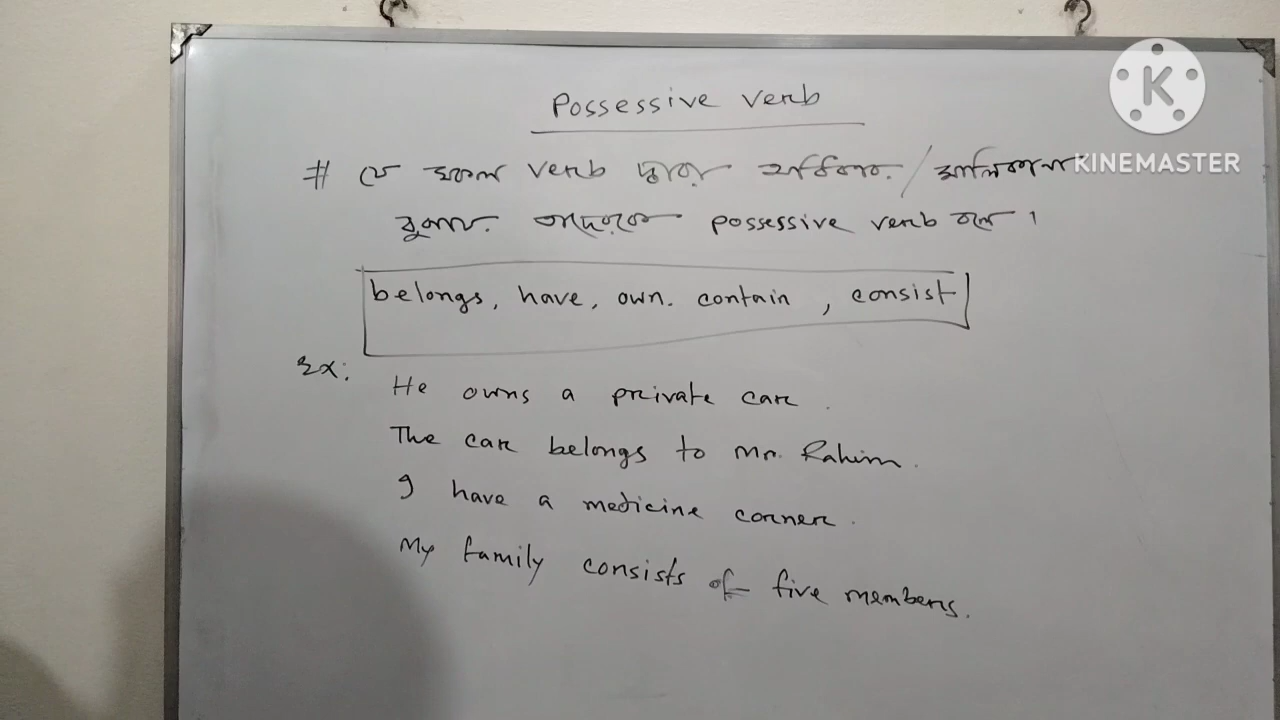 Possessive verb
# যে সকল verb দ্বারা অধিকার / মালিকানা
KINEMASTER
বুঝায় তাদেরকে possessive verb বলে ।
belongs, have, own. contain , consist
Ex:
He owns a private car .
The car belongs to Mr. Rahim .
I have a medicine corner .
My family consists of five members.